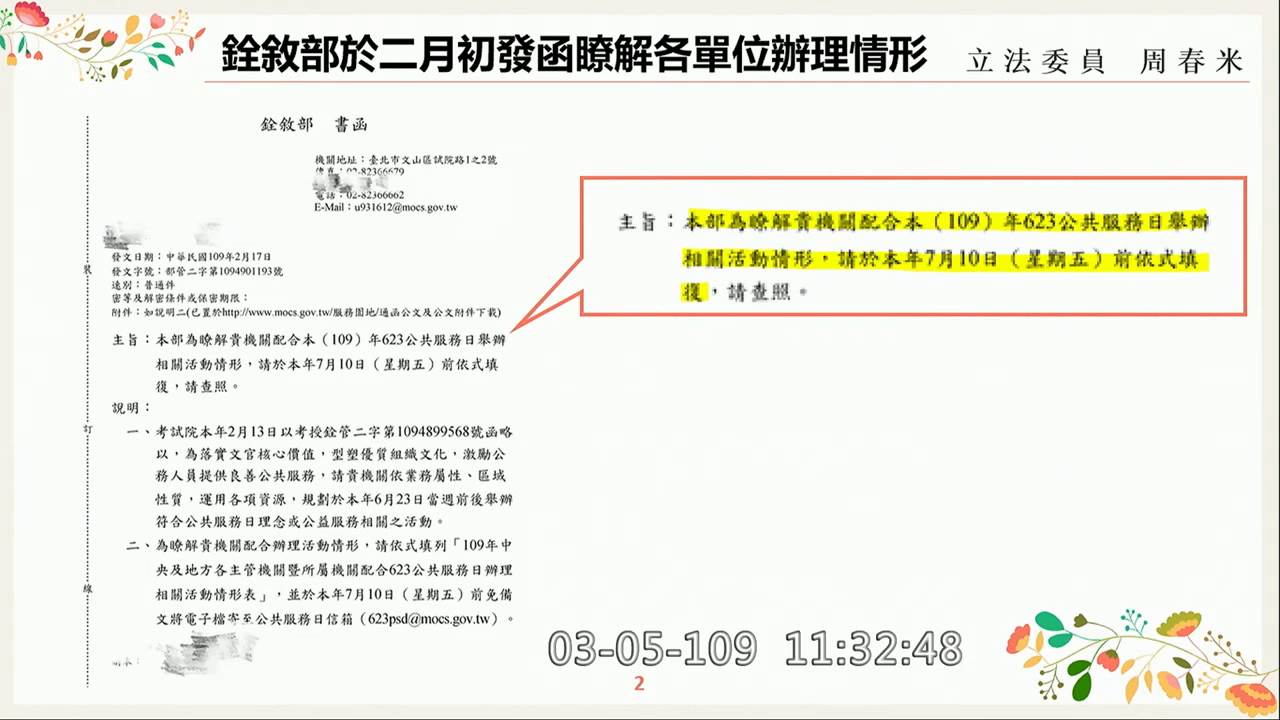 銓敘部於二月初發函瞭解各單位辦理情形
立法委員 周春米
銓敘部 書函
機關地址：臺北市文山區試院路1之2號
傳真：02-82366679
電話：02-82366662
E-Mail：u931612@mocs.gov.tw
發文日期：中華民國109年2月17日
發文字號：部管二字第1094901193號
速別：普通件
密等及解密條件或保密期限：
附件：如說明二(已置於http://www.mocs.gov.tw/服務園地/通函公文及公文附件下載)
主旨：本部為瞭解貴機關配合本（109）年623公共服務日舉辦
相關活動情形，請於本年7月10日（星期五）前依式填
復，請查照。
說明：
一、考試院本年2月13日以考授銓管二字第1094899568號函略
以，為落實文官核心價值，型塑優質組織文化，激勵公
務人員提供良善公共服務，請貴機關依業務屬性、區域
性質，運用各項資源，規劃於本年6月23日當週前後舉辦
符合公共服務日理念或公益服務相關之活動。
二、為瞭解貴機關配合辦理活動情形，請依式填列「109年中
央及地方各主管機關暨所屬機關配合623公共服務日辦理
相關活動情形表」，並於本年7月10日（星期五）前免備
文將電子檔寄至公共服務日信箱（623psd@mocs.gov.tw）。
裝
訂
線
主旨：本部為瞭解貴機關配合本（109）年623公共服務日舉辦
相關活動情形，請於本年7月10日（星期五）前依式填
復，請查照。
03-05-109 11:32:48
2